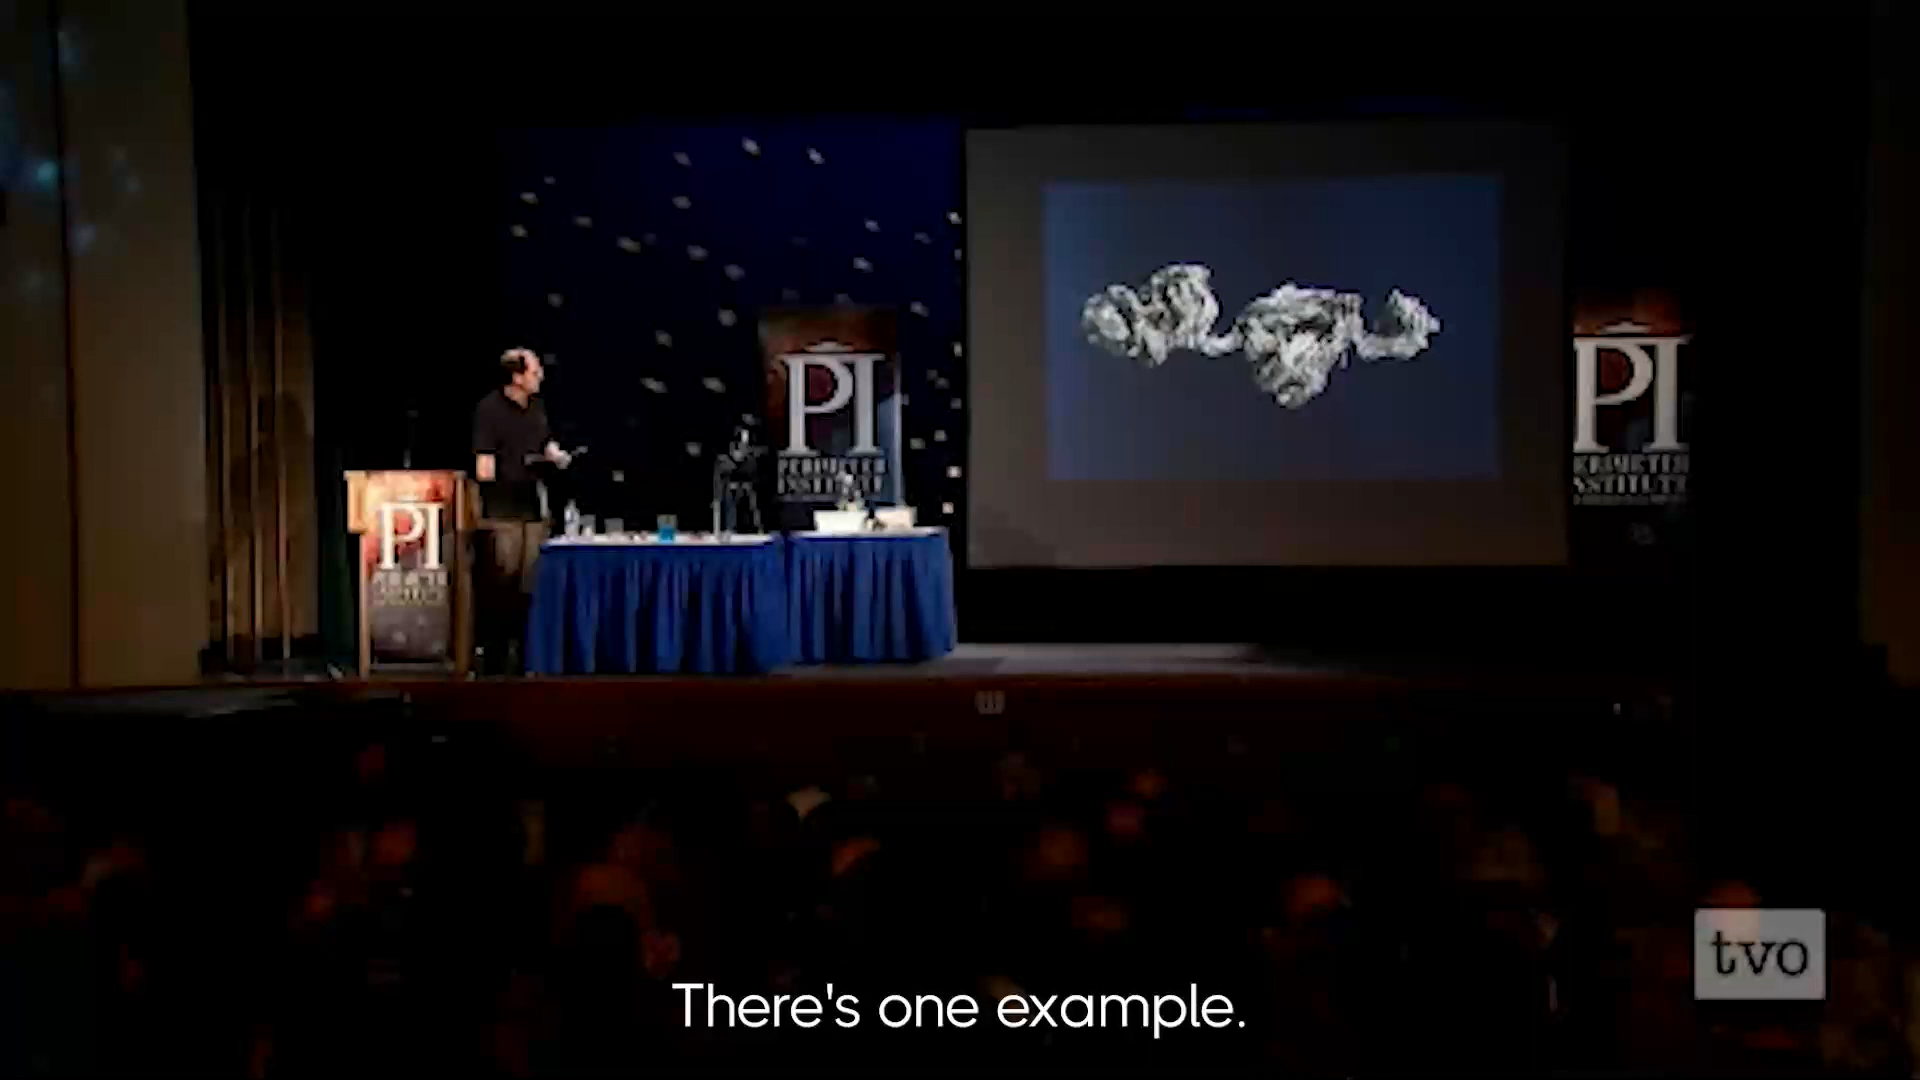 PI
PERIMETER
INSTITUTE
PI
PI
tvo
There's one example.